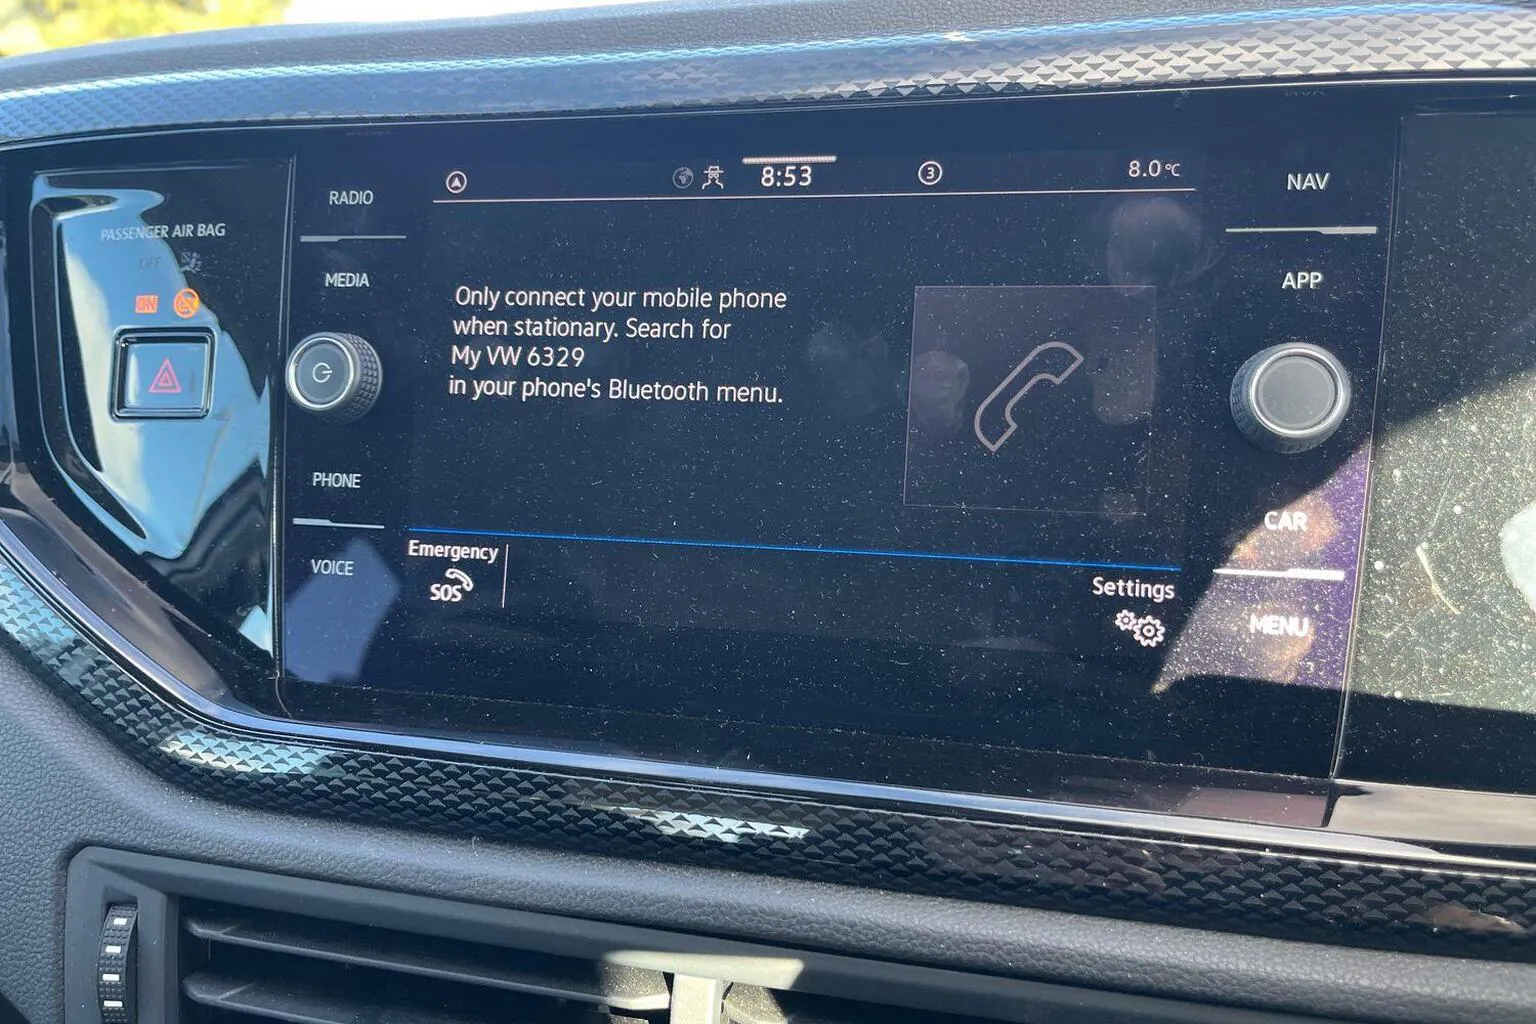 RADIO
MEDIA
PHONE
VOICE
PASSENGER AIR BAG
OFF
ON
8:53
3
8.0 °C
Only connect your mobile phone
when stationary. Search for
My VW 6329
in your phone's Bluetooth menu.
Emergency
SOS
Settings
NAV
APP
CAR
MENU